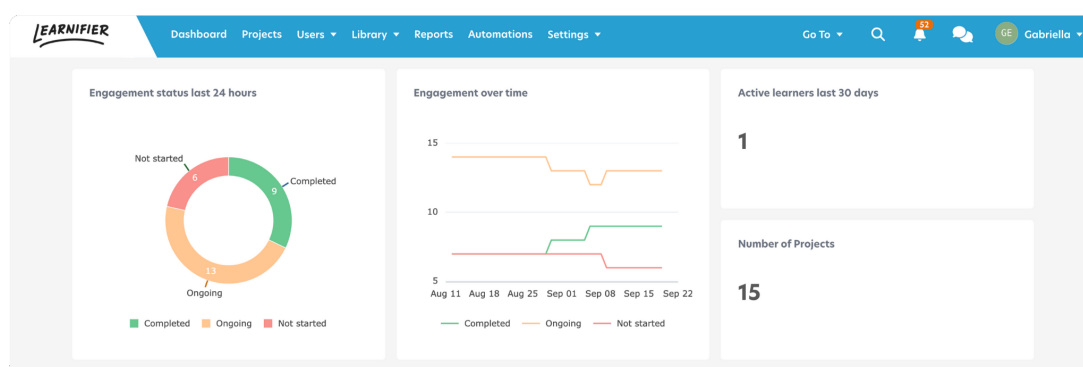 LEARNIFIER
Dashboard Projects Users Library Reports Automations Settings Go To 52 GE Gabriella
Engagement status last 24 hours
Not started
6
9
Completed
13
Ongoing
Completed Ongoing Not started
Engagement over time
15
10
5
Aug 11 Aug 18 Aug 25 Sep 01 Sep 08 Sep 15 Sep 22
Completed Ongoing Not started
Active learners last 30 days
1
Number of Projects
15